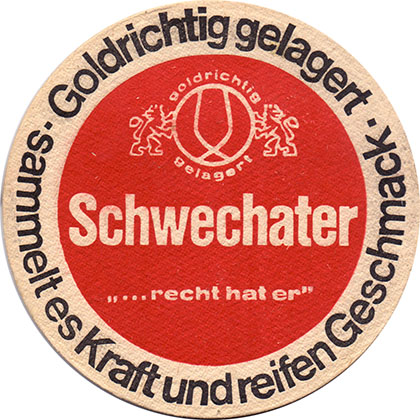 · Goldrichtig gelagert ·
sammelt es Kraft und reifen Geschmack
goldrichtig
gelagert
Schwechater
„...recht hat er”